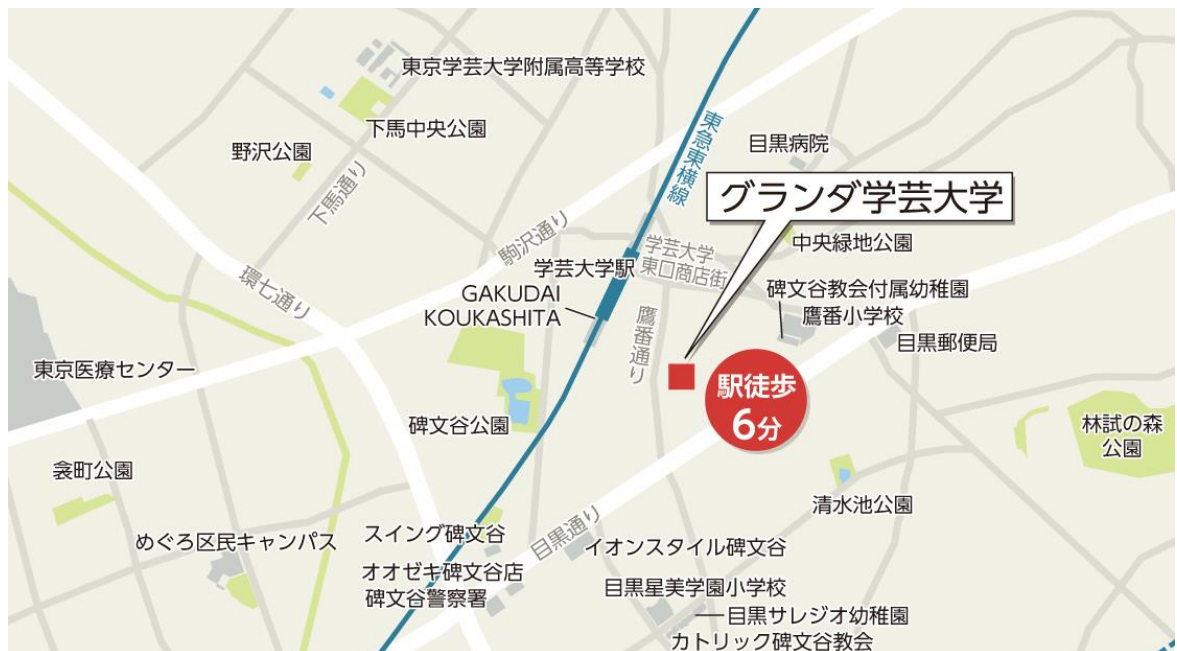 東京学芸大学附属高等学校
下馬中央公園
野沢公園
下馬通り
東急東横線
目黒病院
グランダ学芸大学
駒沢通り
学芸大学
東口商店街
中央緑地公園
学芸大学駅
環七通り
GAKUDAI
KOUKASHITA
碑文谷教会付属幼稚園
鷹番小学校
鷹番通り
目黒郵便局
東京医療センター
駅徒歩
6分
碑文谷公園
林試の森
公園
衾町公園
清水池公園
目黒通り
スイング碑文谷
めぐろ区民キャンパス
イオンスタイル碑文谷
オオゼキ碑文谷店
碑文谷警察署
目黒星美学園小学校
目黒サレジオ幼稚園
カトリック碑文谷教会